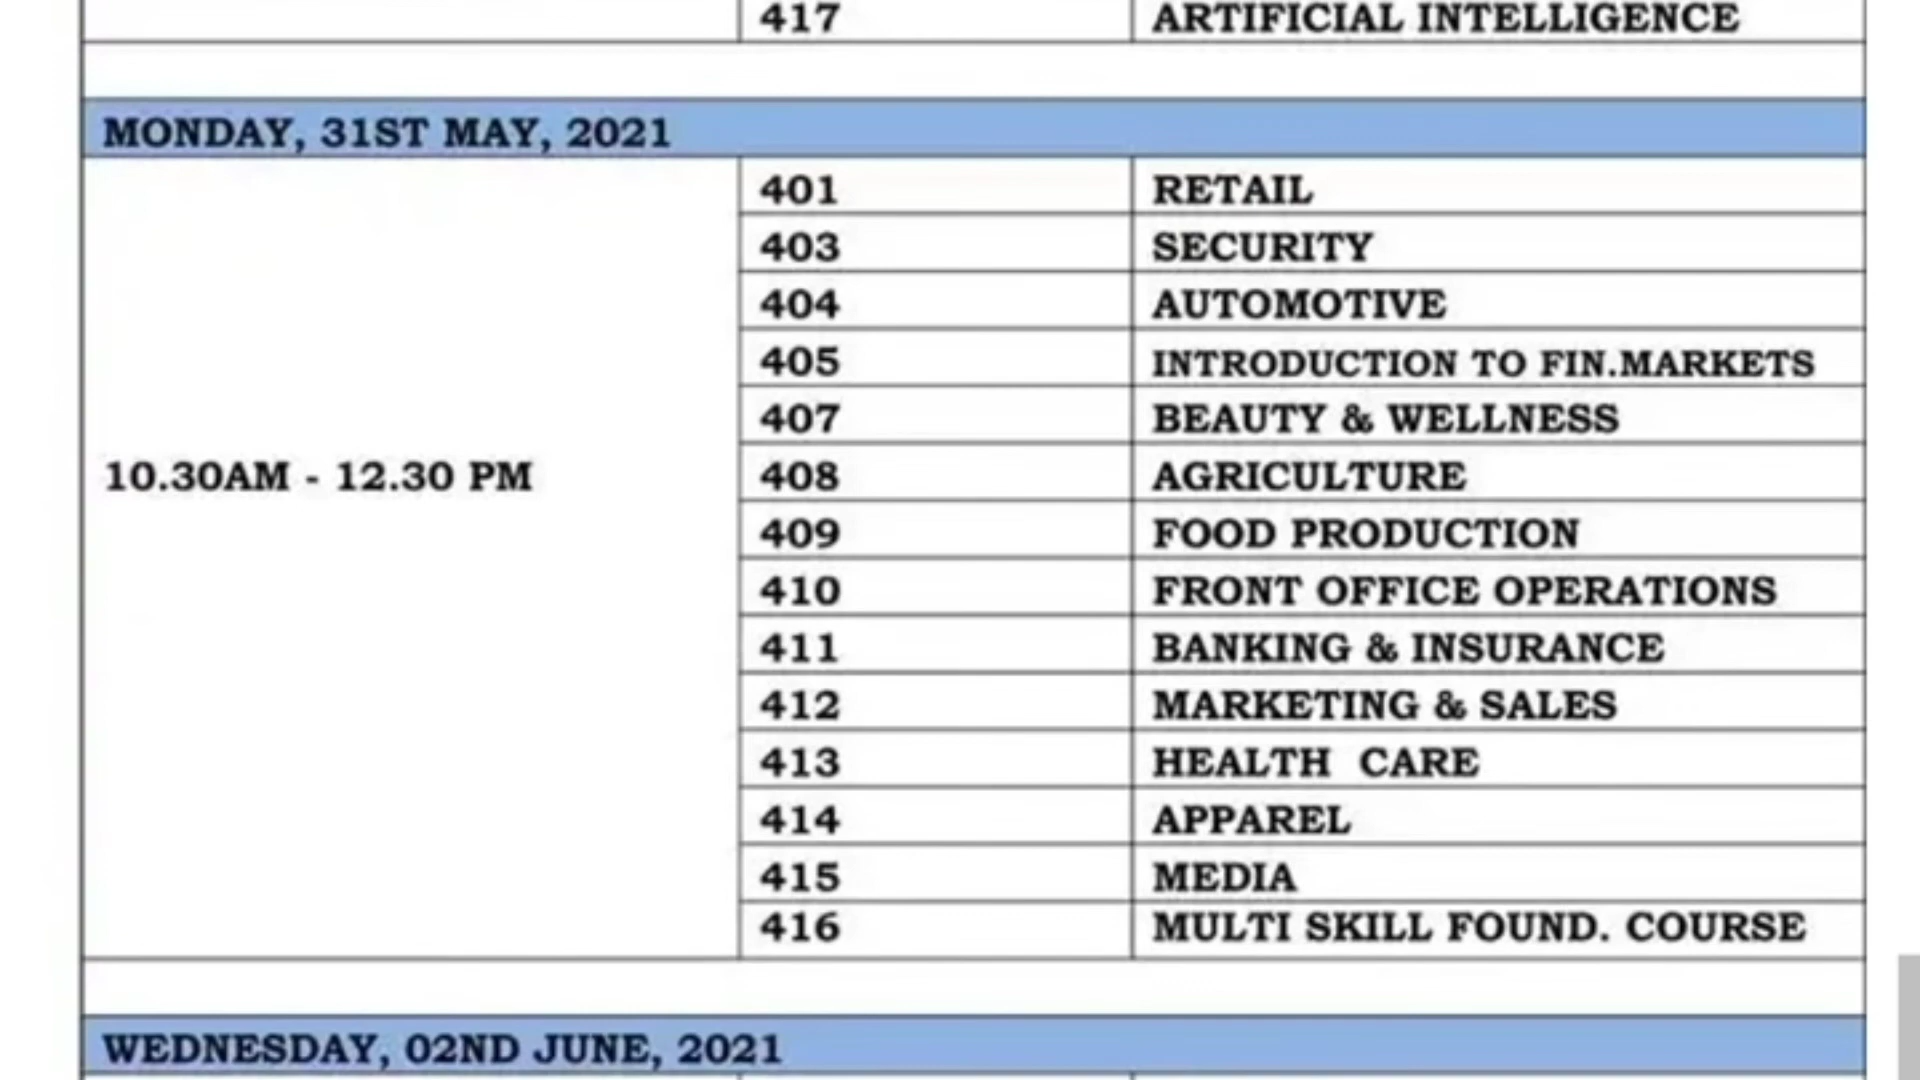 417 ARTIFICIAL INTELLIGENCE
MONDAY, 31ST MAY, 2021
401 RETAIL
403 SECURITY
404 AUTOMOTIVE
405 INTRODUCTION TO FIN.MARKETS
407 BEAUTY & WELLNESS
10.30AM - 12.30 PM 408 AGRICULTURE
409 FOOD PRODUCTION
410 FRONT OFFICE OPERATIONS
411 BANKING & INSURANCE
412 MARKETING & SALES
413 HEALTH CARE
414 APPAREL
415 MEDIA
416 MULTI SKILL FOUND. COURSE
WEDNESDAY, 02ND JUNE, 2021